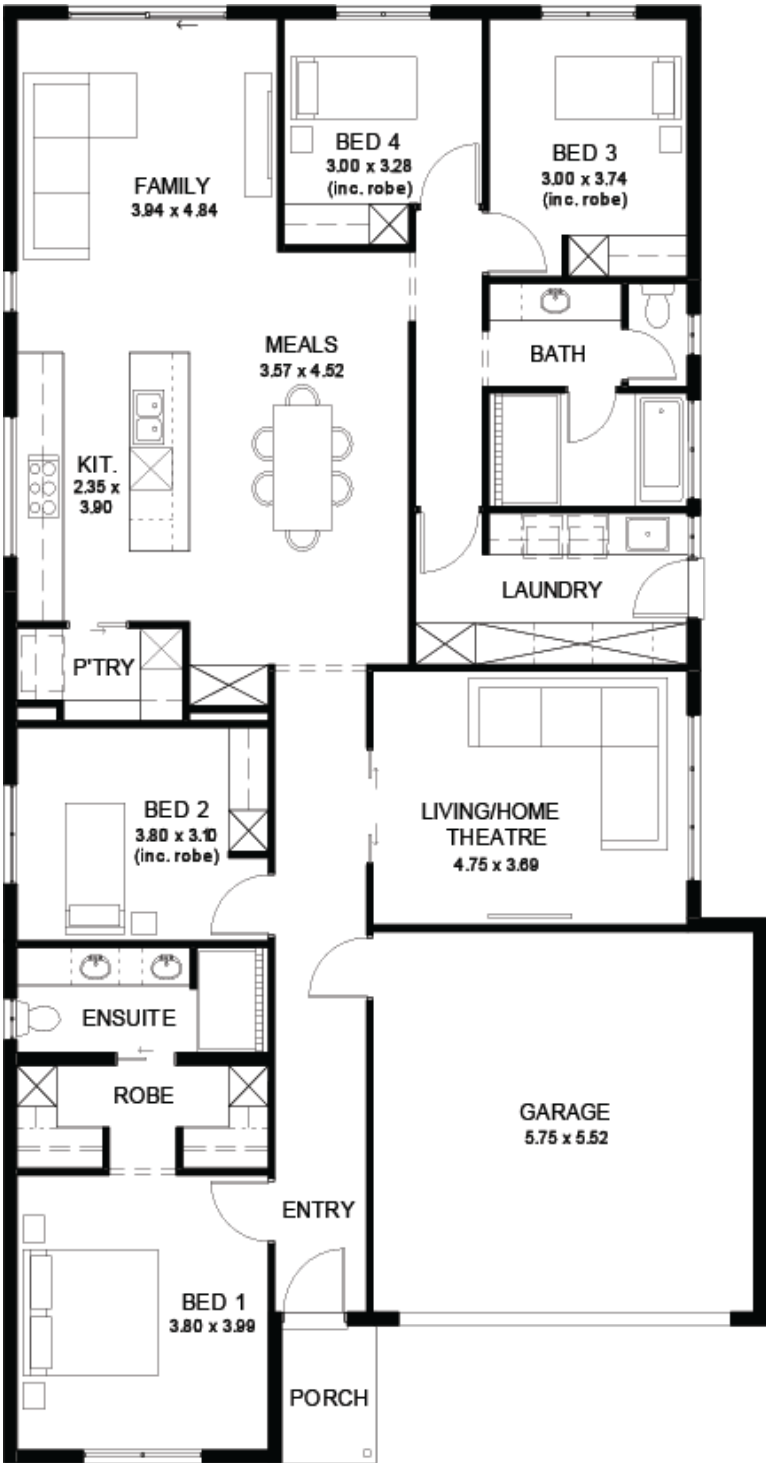 FAMILY
3.94 x 4.84
BED 4
3.00 x 3.28
(inc. robe)
BED 3
3.00 x 3.74
(inc. robe)
MEALS
3.57 x 4.52
BATH
KIT.
2.35 x
3.90
LAUNDRY
P'TRY
BED 2
3.80 x 3.10
(inc. robe)
LIVING/HOME
THEATRE
4.75 x 3.69
ENSUITE
ROBE
GARAGE
5.75 x 5.52
ENTRY
BED 1
3.80 x 3.99
PORCH